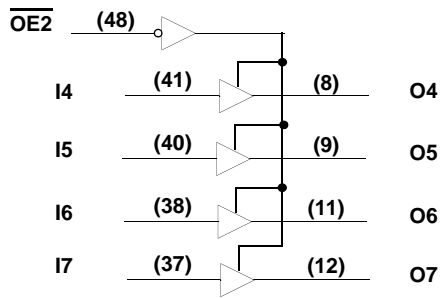 OE2 (48)
I4 (41) (8) O4
I5 (40) (9) O5
I6 (38) (11) O6
I7 (37) (12) O7